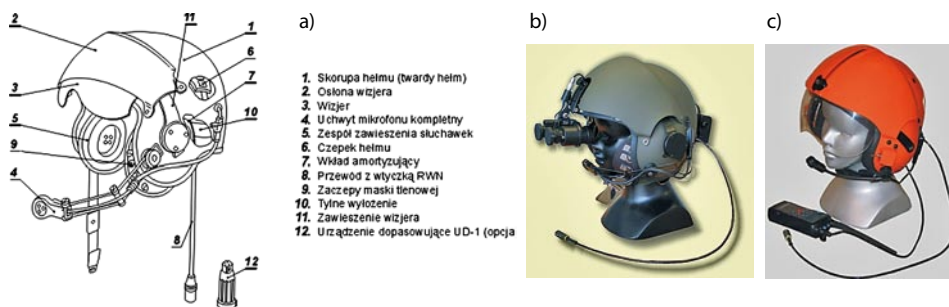 a)
b)
c)
2
11
1
6
3
7
5
10
9
4
8
12
1. Skorupa hełmu (twardy hełm)
2. Osłona wizjera
3. Wizjer
4. Uchwyt mikrofonu kompletny
5. Zespół zawieszenia słuchawek
6. Czepek hełmu
7. Wkład amortyzujący
8. Przewód z wtyczką RWN
9. Zaczepy maski tlenowej
10. Tylne wyłożenie
11. Zawieszenie wizjera
12. Urządzenie dopasowujące UD-1 (opcja